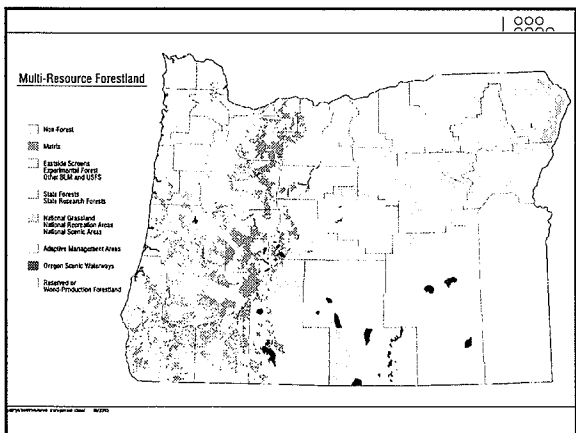 Multi-Resource Forestland
Non-Forest
Matrix
Eastside Screens
Experimental Forest
Other BLM and USFS
State Forests
State Research Forests
National Grassland
National Recreation Areas
National Scenic Areas
Adaptive Management Areas
Oregon Scenic Waterways
Reserved or
Wood-Production Forestland